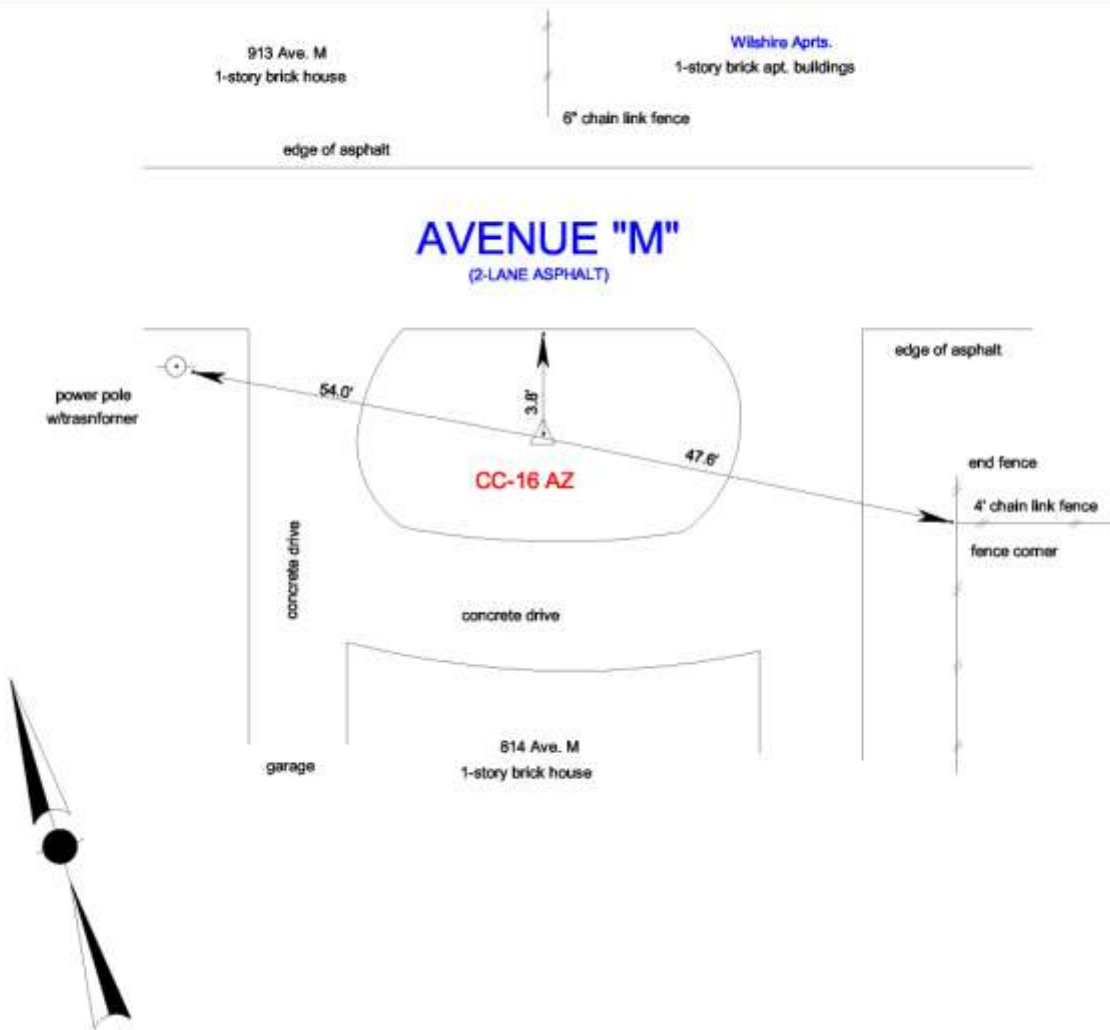 913 Ave. M
1-story brick house
Wilshire Aprts.
1-story brick apt. buildings
6" chain link fence
edge of asphalt
AVENUE "M"
(2-LANE ASPHALT)
edge of asphalt
power pole
w/trasnforner
54.0'
3.8'
47.6'
CC-16 AZ
end fence
4' chain link fence
fence corner
concrete drive
concrete drive
814 Ave. M
1-story brick house
garage